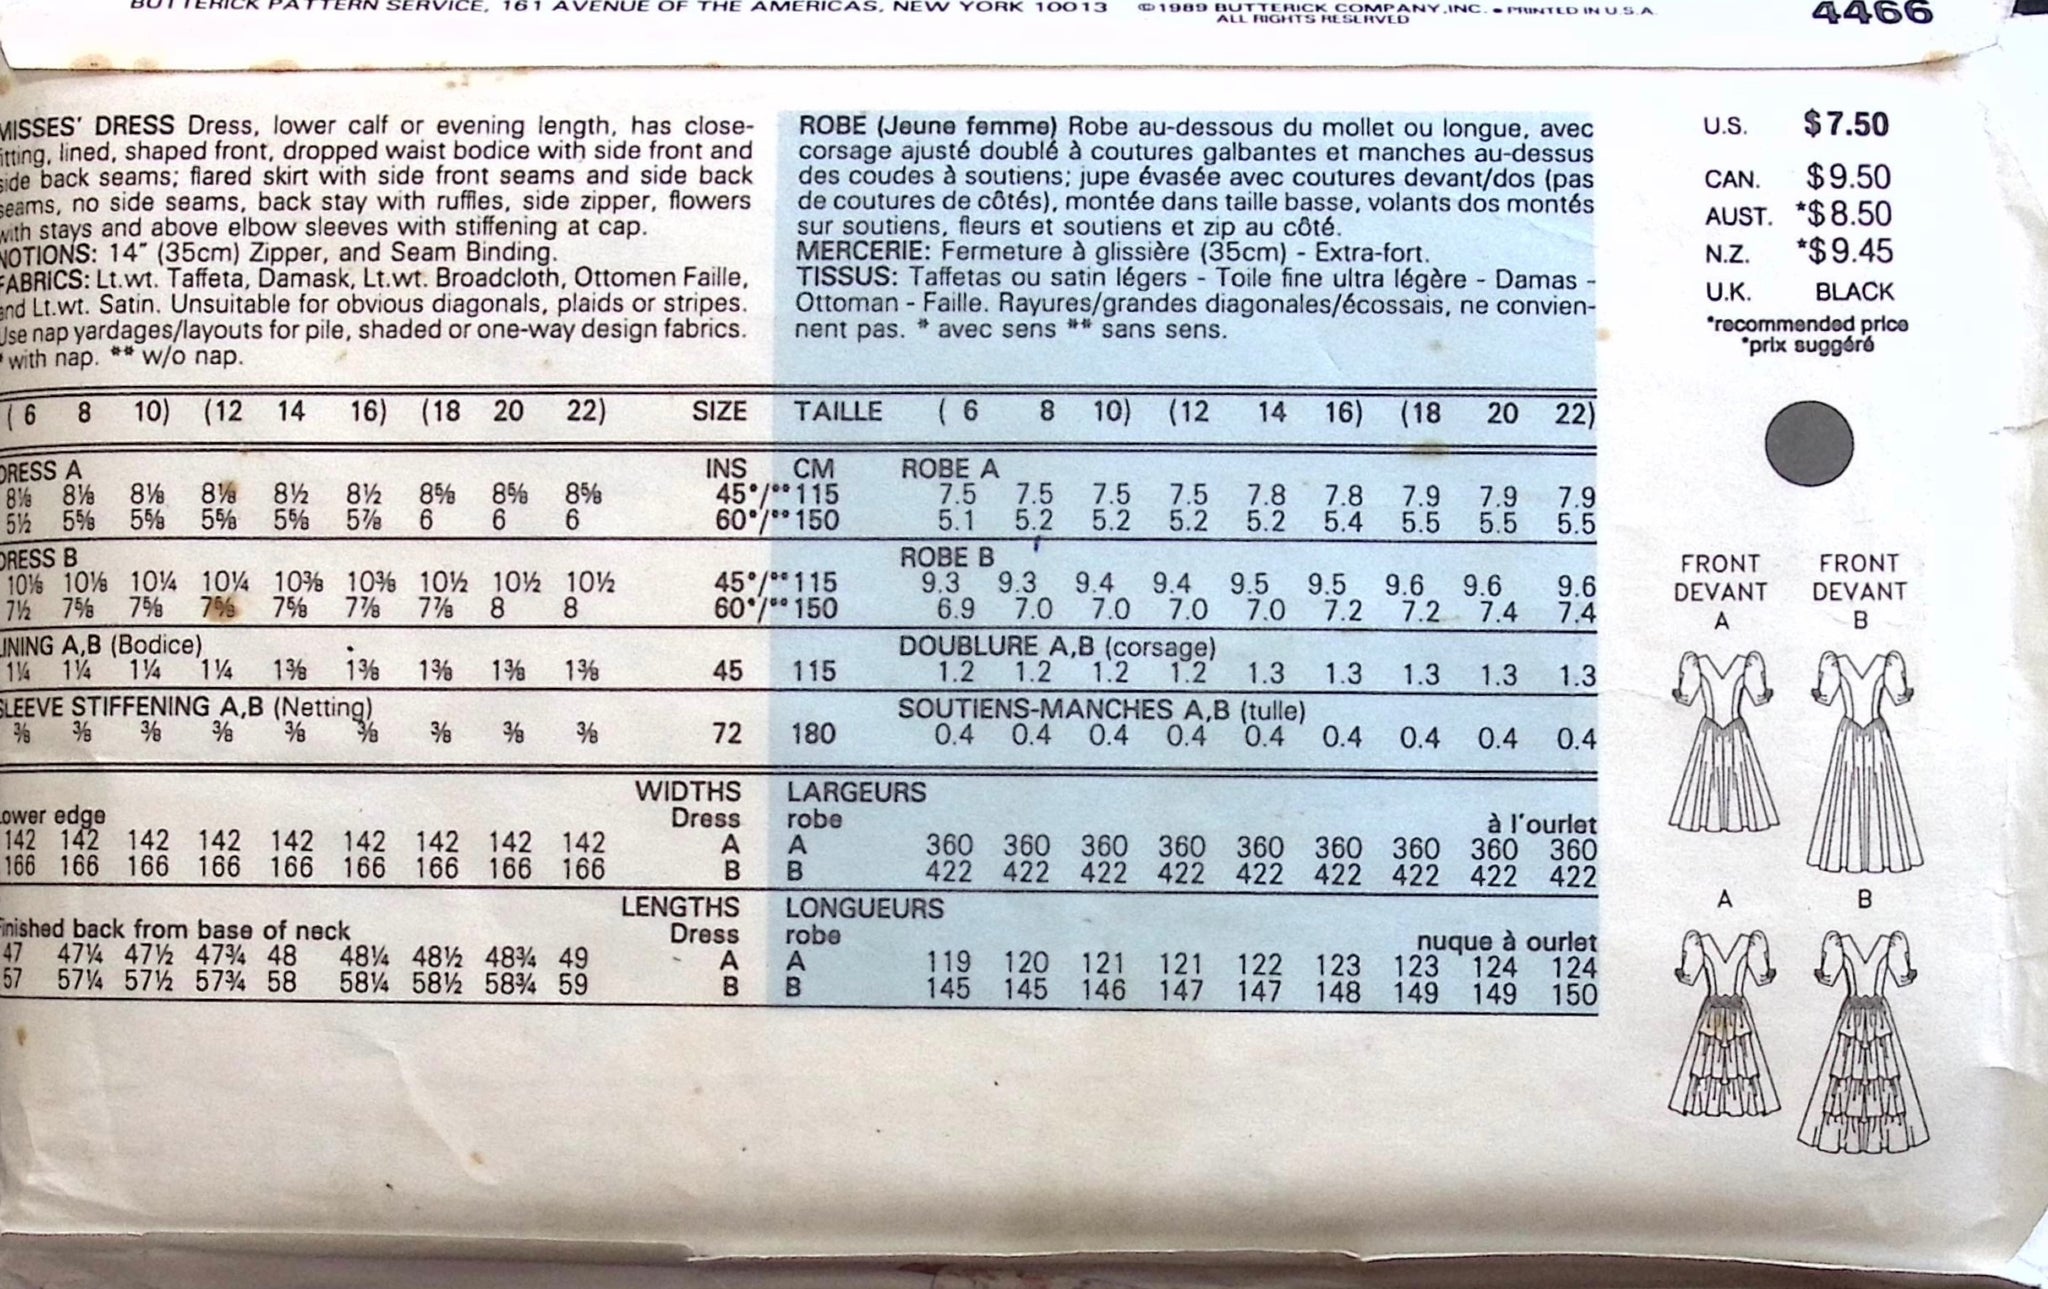 BUTTERICK PATTERN SERVICE, 161 AVENUE OF THE AMERICAS, NEW YORK 10013 ©1989 BUTTERICK COMPANY, INC. • PRINTED IN U.S.A.
ALL RIGHTS RESERVED
4466
MISSES' DRESS Dress, lower calf or evening length, has close-
fitting, lined, shaped front, dropped waist bodice with side front and
side back seams; flared skirt with side front seams and side back
seams, no side seams, back stay with ruffles, side zipper, flowers
with stays and above elbow sleeves with stiffening at cap.
NOTIONS: 14" (35cm) Zipper, and Seam Binding.
FABRICS: Lt.wt. Taffeta, Damask, Lt.wt. Broadcloth, Ottomen Faille,
and Lt.wt. Satin. Unsuitable for obvious diagonals, plaids or stripes.
Use nap yardages/layouts for pile, shaded or one-way design fabrics.
* with nap. ** w/o nap.
ROBE (Jeune femme) Robe au-dessous du mollet ou longue, avec
corsage ajusté doublé à coutures galbantes et manches au-dessus
des coudes à soutiens; jupe évasée avec coutures devant/dos (pas
de coutures de côtés), montée dans taille basse, volants dos montés
sur soutiens, fleurs et soutiens et zip au côté.
MERCERIE: Fermeture à glissière (35cm) - Extra-fort.
TISSUS: Taffetas ou satin légers - Toile fine ultra légère - Damas -
Ottoman - Faille. Rayures/grandes diagonales/écossais, ne convien-
nent pas. * avec sens ** sans sens.
U.S. $7.50
CAN. $9.50
AUST. *$8.50
N.Z. *$9.45
U.K. BLACK
*recommended price
*prix suggéré
( 6 8 10) (12 14 16) (18 20 22) SIZE TAILLE ( 6 8 10) (12 14 16) (18 20 22)
DRESS A INS CM ROBE A
8⅛ 8⅛ 8⅛ 8⅛ 8½ 8½ 8⅝ 8⅝ 8⅝ 45*/** 115 7.5 7.5 7.5 7.5 7.8 7.8 7.9 7.9 7.9
5½ 5⅝ 5⅝ 5⅝ 5⅝ 5⅞ 6 6 6 60*/** 150 5.1 5.2 5.2 5.2 5.2 5.4 5.5 5.5 5.5
DRESS B ROBE B
10⅛ 10⅛ 10¼ 10¼ 10⅜ 10⅜ 10½ 10½ 10½ 45*/** 115 9.3 9.3 9.4 9.4 9.5 9.5 9.6 9.6 9.6
7½ 7⅝ 7⅝ 7⅝ 7⅝ 7⅞ 7⅞ 8 8 60*/** 150 6.9 7.0 7.0 7.0 7.0 7.2 7.2 7.4 7.4
LINING A,B (Bodice) DOUBLURE A,B (corsage)
1¼ 1¼ 1¼ 1¼ 1⅜ 1⅜ 1⅜ 1⅜ 1⅜ 45 115 1.2 1.2 1.2 1.2 1.3 1.3 1.3 1.3 1.3
SLEEVE STIFFENING A,B (Netting) SOUTIENS-MANCHES A,B (tulle)
⅜ ⅜ ⅜ ⅜ ⅜ ⅜ ⅜ ⅜ ⅜ 72 180 0.4 0.4 0.4 0.4 0.4 0.4 0.4 0.4 0.4
WIDTHS LARGEURS
Lower edge Dress robe à l'ourlet
142 142 142 142 142 142 142 142 142 A A 360 360 360 360 360 360 360 360 360
166 166 166 166 166 166 166 166 166 B B 422 422 422 422 422 422 422 422 422
LENGTHS LONGUEURS
Finished back from base of neck Dress robe nuque à ourlet
47 47¼ 47½ 47¾ 48 48¼ 48½ 48¾ 49 A A 119 120 121 121 122 123 123 124 124
57 57¼ 57½ 57¾ 58 58¼ 58½ 58¾ 59 B B 145 145 146 147 147 148 149 149 150
FRONT FRONT
DEVANT DEVANT
A B
A B